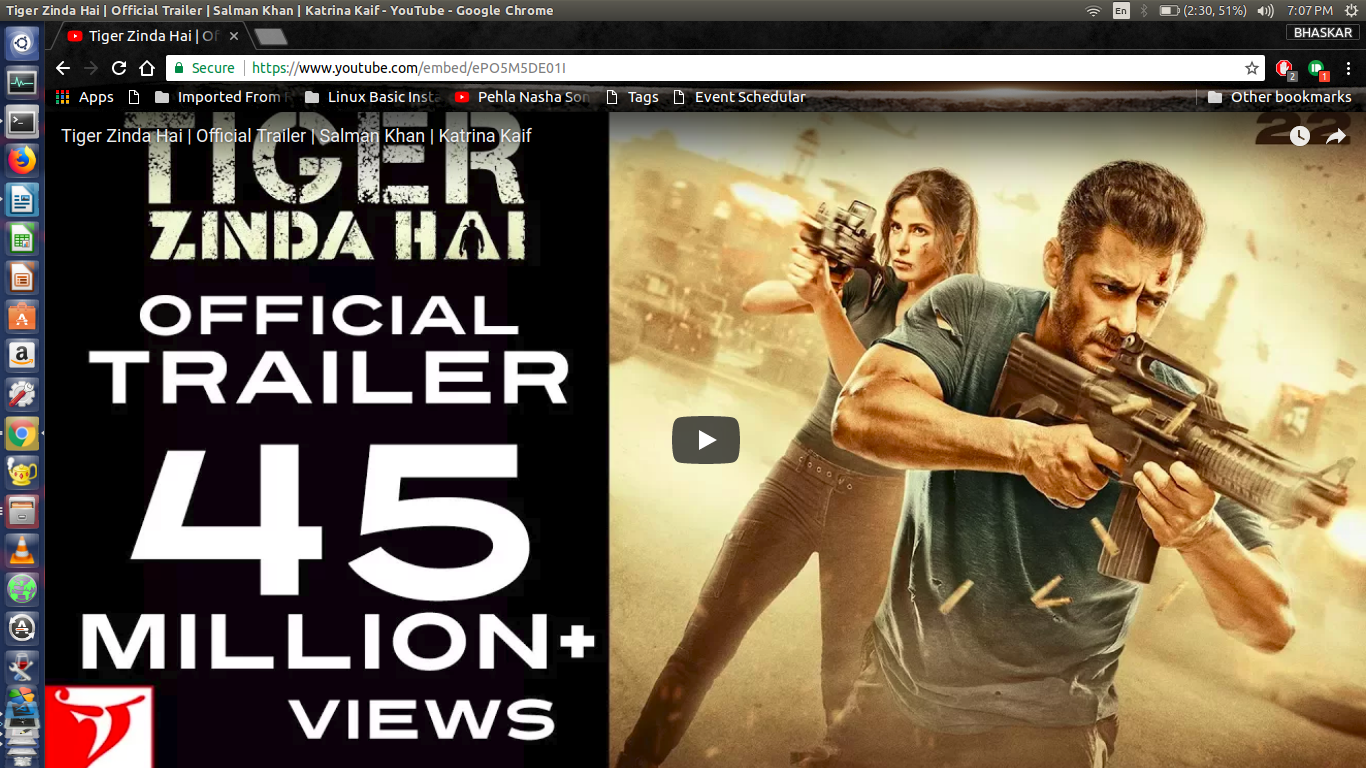 Tiger Zinda Hai | Official Trailer | Salman Khan | Katrina Kaif - YouTube - Google Chrome
En (2:30, 51%) 7:07 PM
Tiger Zinda Hai | Of
BHASKAR
Secure https://www.youtube.com/embed/ePO5M5DE01I 2 1
Apps Imported From Linux Basic Inst Pehla Nasha Son Tags Event Schedular Other bookmarks
Tiger Zinda Hai | Official Trailer | Salman Khan | Katrina Kaif
TIGER
ZINDA HAI
OFFICIAL
TRAILER
45
MILLION+
VIEWS